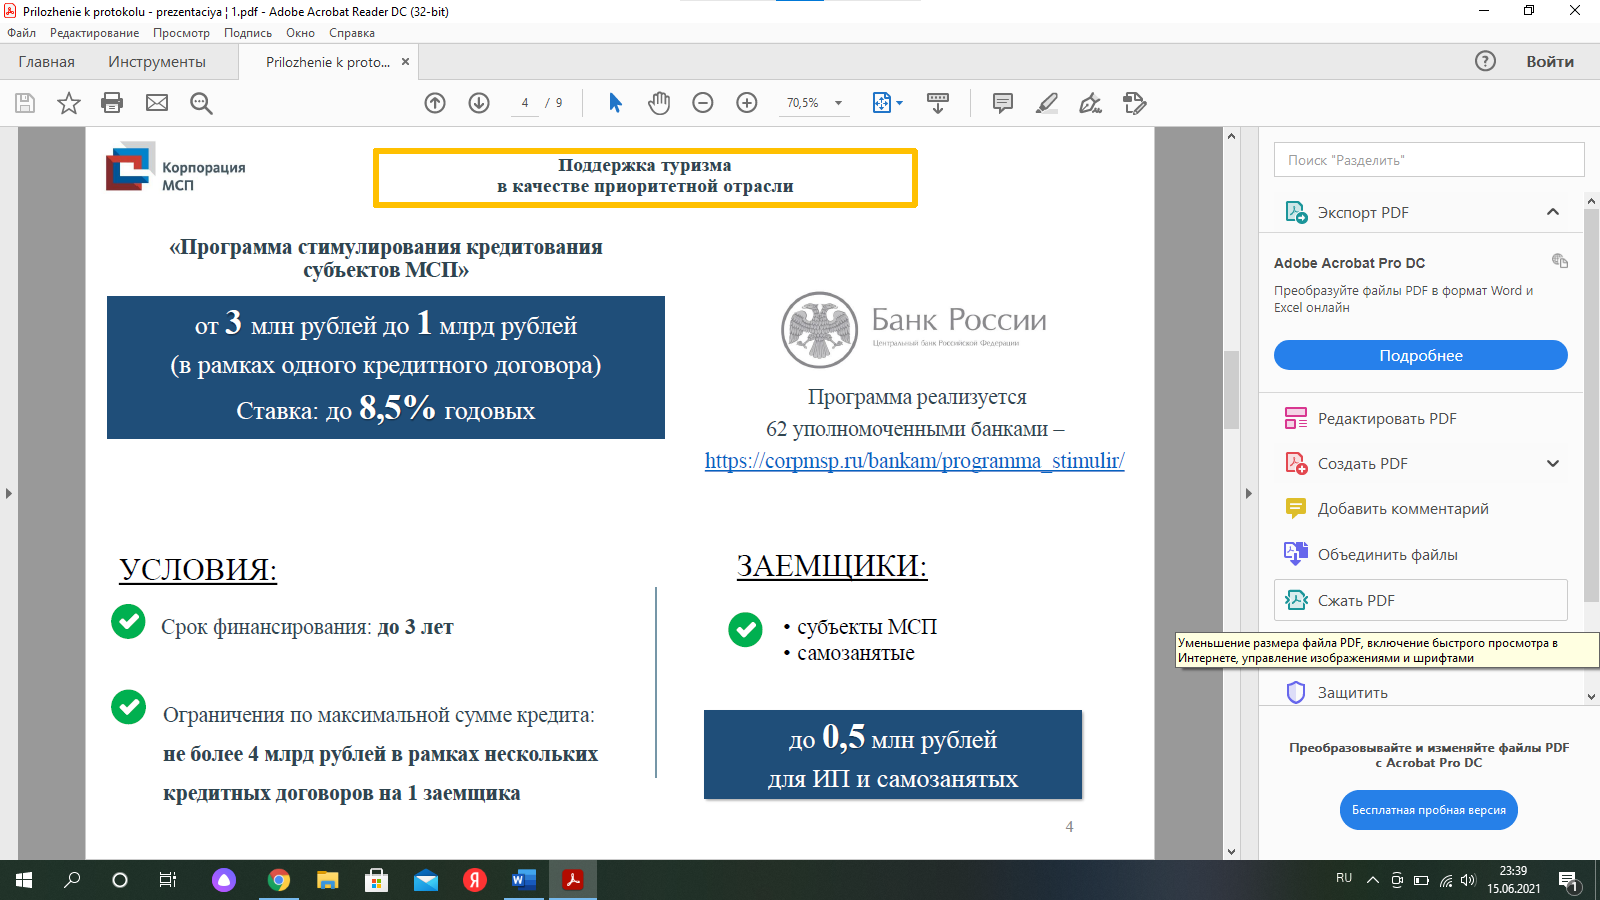 Prilozhenie k protokolu - prezentaciya ¦ 1.pdf - Adobe Acrobat Reader DC (32-bit)
Файл Редактирование Просмотр Подпись Окно Справка
Главная Инструменты Prilozhenie k proto... × Войти
4 / 9 70,5%
Корпорация
МСП
Поддержка туризма
в качестве приоритетной отрасли
«Программа стимулирования кредитования
субъектов МСП»
от 3 млн рублей до 1 млрд рублей
(в рамках одного кредитного договора)
Ставка: до 8,5% годовых
Банк России
Центральный банк Российской Федерации
Программа реализуется
62 уполномоченными банками –
https://corpmsp.ru/bankam/programma_stimulir/
УСЛОВИЯ:
Срок финансирования: до 3 лет
Ограничения по максимальной сумме кредита:
не более 4 млрд рублей в рамках нескольких
кредитных договоров на 1 заемщика
ЗАЕМЩИКИ:
• субъекты МСП
• самозанятые
до 0,5 млн рублей
для ИП и самозанятых
4
Поиск "Разделить"
Экспорт PDF
Adobe Acrobat Pro DC
Преобразуйте файлы PDF в формат Word и
Excel онлайн
Подробнее
Редактировать PDF
Создать PDF
Добавить комментарий
Объединить файлы
Сжать PDF
Уменьшение размера файла PDF, включение быстрого просмотра в
Интернете, управление изображениями и шрифтами
Защитить
Преобразовывайте и изменяйте файлы PDF
с Acrobat Pro DC
Бесплатная пробная версия
RU
23:39
15.06.2021
1